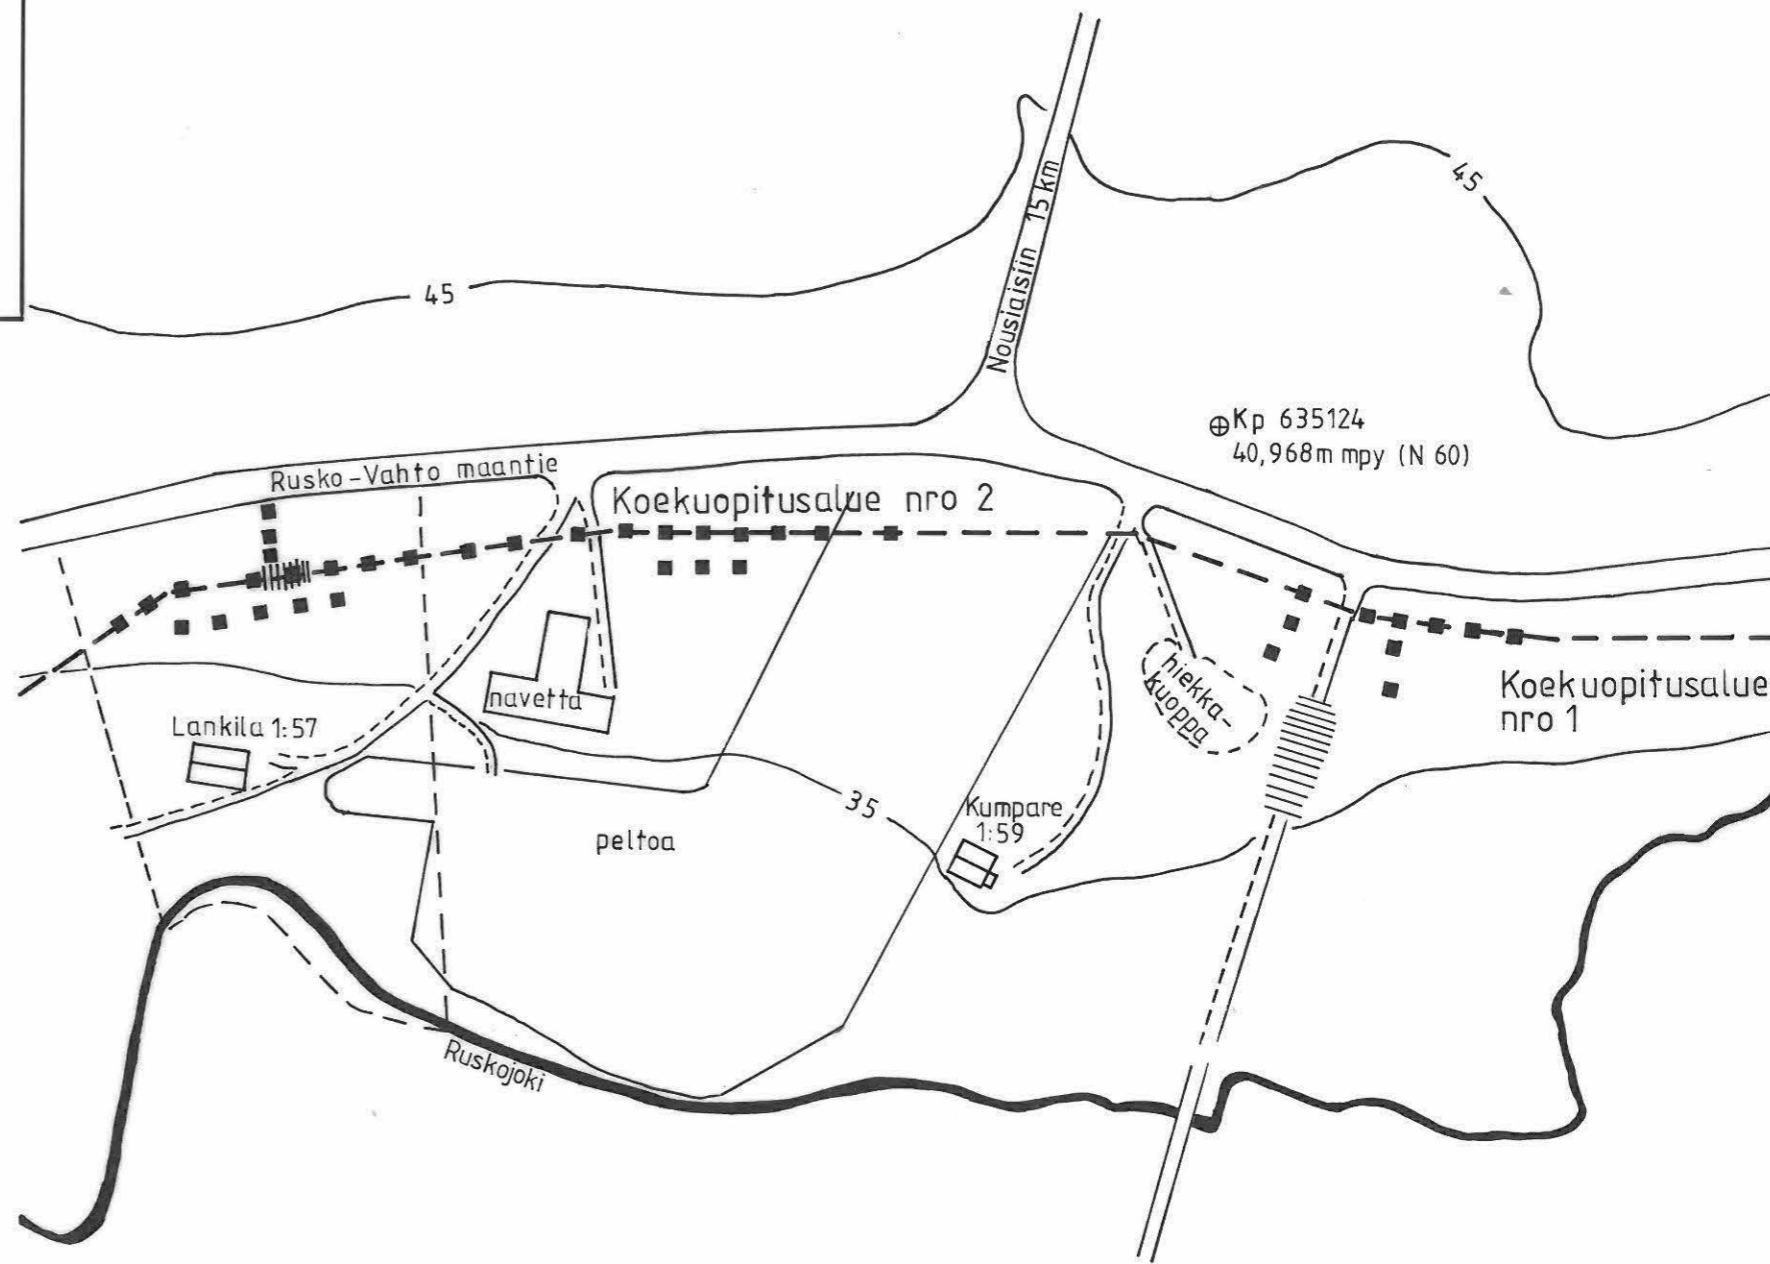 45
45
Nousiaisiin 15 km
Kp 635124
40,968m mpy (N 60)
Rusko-Vahto maantie
Koekuopitusalue nro 2
hiekka-
kuoppa
Koekuopitusalue
nro 1
navetta
Lankila 1:57
35
Kumpare
1:59
peltoa
Ruskojoki